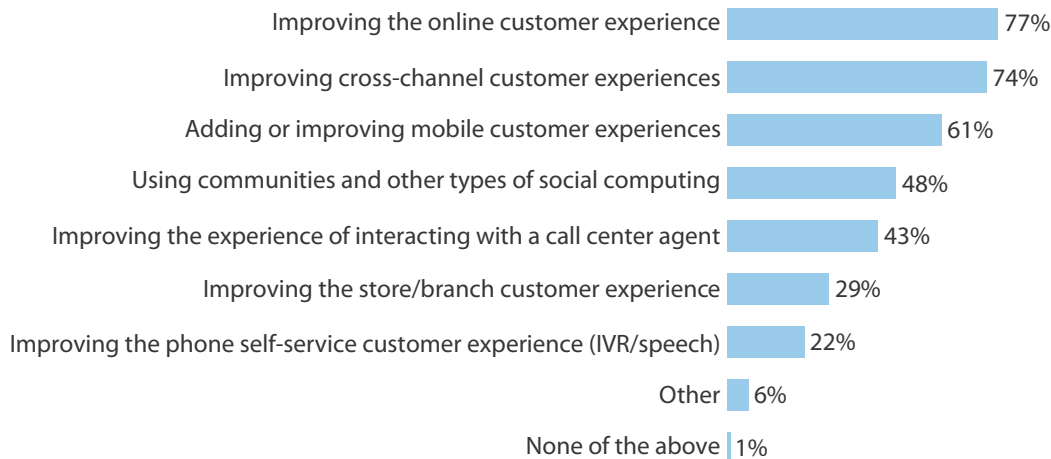 Improving the online customer experience 77%
Improving cross-channel customer experiences 74%
Adding or improving mobile customer experiences 61%
Using communities and other types of social computing 48%
Improving the experience of interacting with a call center agent 43%
Improving the store/branch customer experience 29%
Improving the phone self-service customer experience (IVR/speech) 22%
Other 6%
None of the above 1%